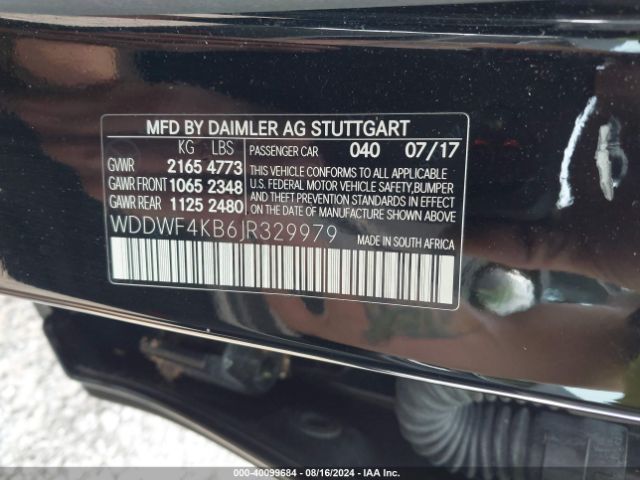 MFD BY DAIMLER AG STUTTGART
KG LBS PASSENGER CAR 040 07/17
GVWR 2165 4773 THIS VEHICLE CONFORMS TO ALL APPLICABLE
GAWR FRONT 1065 2348 U.S. FEDERAL MOTOR VEHICLE SAFETY, BUMPER
AND THEFT PREVENTION STANDARDS IN EFFECT
GAWR REAR 1125 2480 ON THE DATE OF MANUFACTURE SHOWN ABOVE.
WDDWF4KB6JR329979 MADE IN SOUTH AFRICA
000-40099684 / 08/16/2024 - IAA Inc.